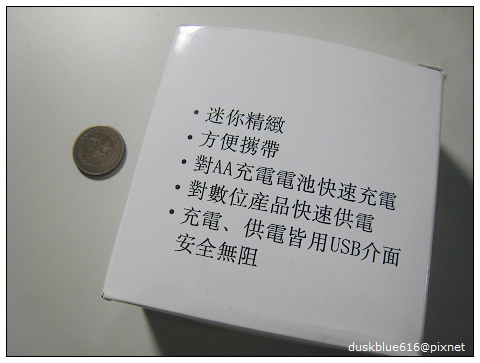 • 迷你精緻
• 方便攜帶
• 對AA充電電池快速充電
• 對數位産品快速供電
• 充電、供電皆用USB介面
安全無阻
duskblue616@pixnet